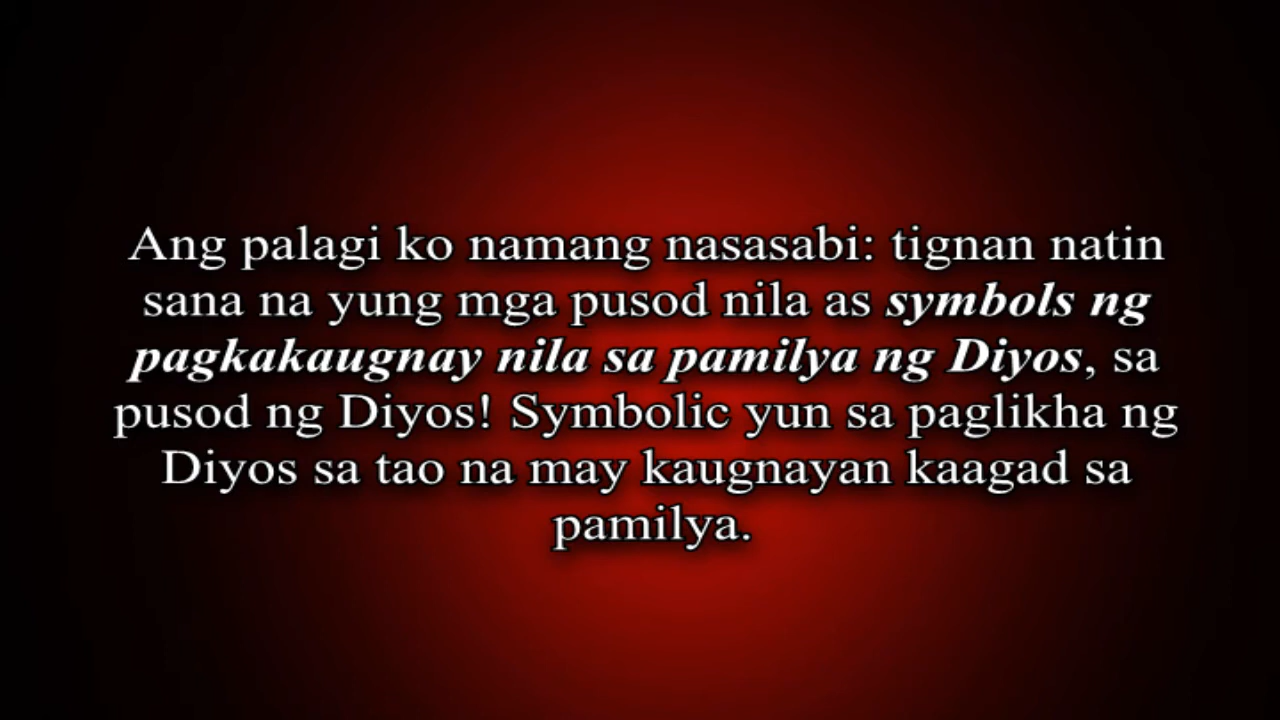 Ang palagi ko namang nasasabi: tignan natin
sana na yung mga pusod nila as symbols ng
pagkakaugnay nila sa pamilya ng Diyos, sa
pusod ng Diyos! Symbolic yun sa paglikha ng
Diyos sa tao na may kaugnayan kaagad sa
pamilya.